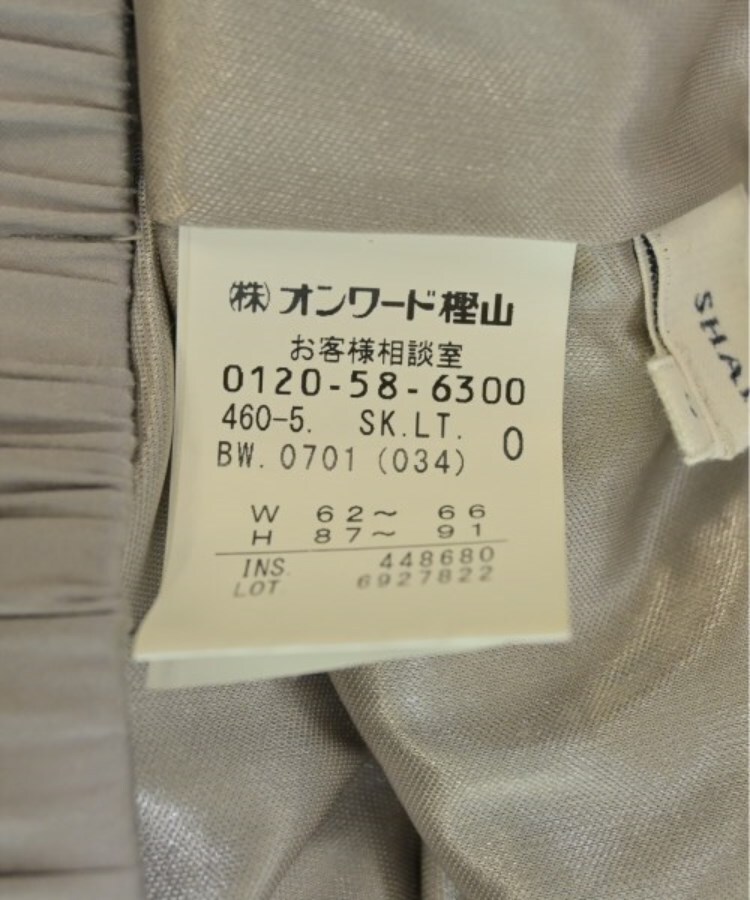 ㈱オンワード樫山
お客様相談室
0120-58-6300
460-5. SK.LT. 0
BW. 0701 (034)
W 62〜 66
H 87〜 91
INS. 448680
LOT 6927822